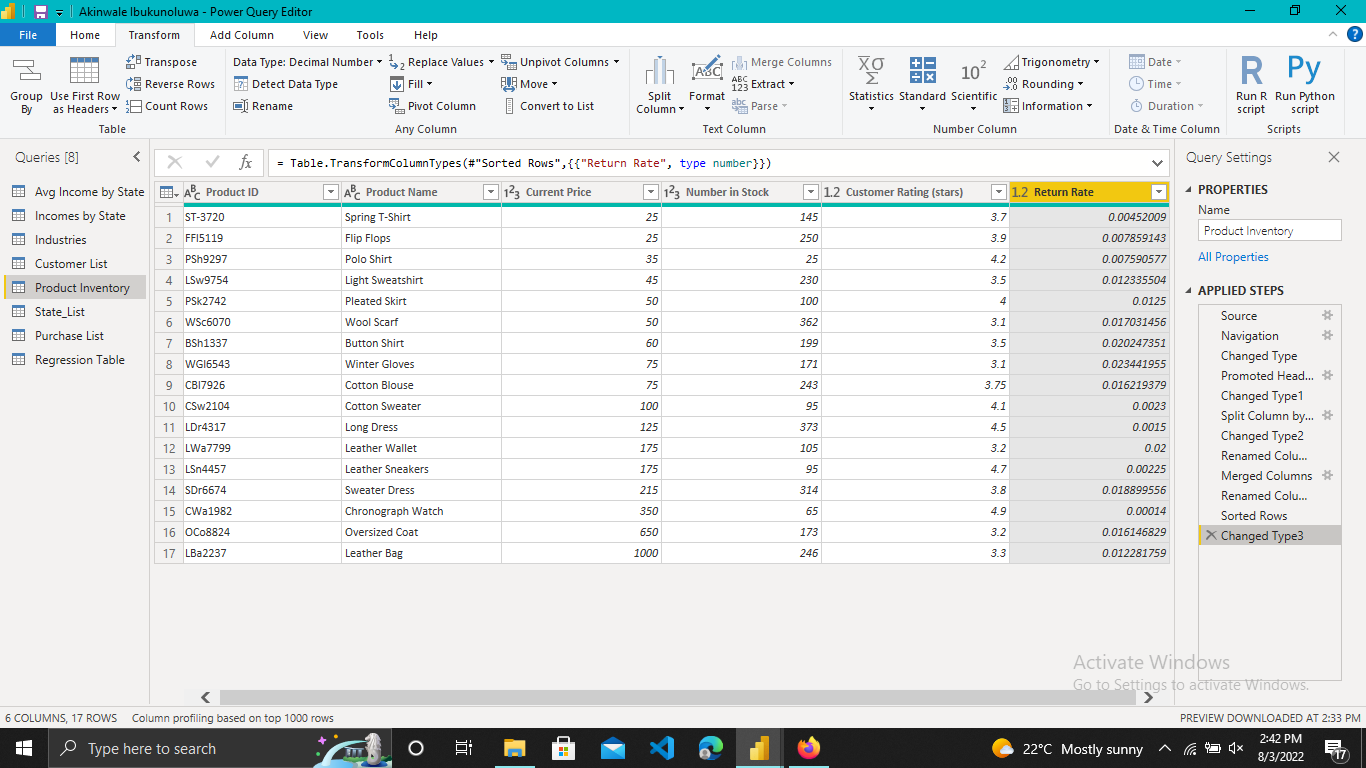 Akinwale Ibukunoluwa - Power Query Editor
File Home Transform Add Column View Tools Help
Group By
Use First Row as Headers
Transpose
Reverse Rows
Count Rows
Table
Data Type: Decimal Number
Detect Data Type
Rename
Replace Values
Fill
Pivot Column
Unpivot Columns
Move
Convert to List
Any Column
Split Column
Format
Merge Columns
Extract
Parse
Text Column
Statistics
Standard
Scientific
Trigonometry
Rounding
Information
Number Column
Date
Time
Duration
Date & Time Column
Run R script
Run Python script
Scripts
Queries [8]
Avg Income by State
Incomes by State
Industries
Customer List
Product Inventory
State_List
Purchase List
Regression Table
fx = Table.TransformColumnTypes(#"Sorted Rows",{{"Return Rate", type number}})
Product ID Product Name Current Price Number in Stock Customer Rating (stars) Return Rate
1 ST-3720 Spring T-Shirt 25 145 3.7 0.00452009
2 FFl5119 Flip Flops 25 250 3.9 0.007859143
3 PSh9297 Polo Shirt 35 25 4.2 0.007590577
4 LSw9754 Light Sweatshirt 45 230 3.5 0.012335504
5 PSk2742 Pleated Skirt 50 100 4 0.0125
6 WSc6070 Wool Scarf 50 362 3.1 0.017031456
7 BSh1337 Button Shirt 60 199 3.5 0.020247351
8 WGl6543 Winter Gloves 75 171 3.1 0.023441955
9 CBl7926 Cotton Blouse 75 243 3.75 0.016219379
10 CSw2104 Cotton Sweater 100 95 4.1 0.0023
11 LDr4317 Long Dress 125 373 4.5 0.0015
12 LWa7799 Leather Wallet 175 105 3.2 0.02
13 LSn4457 Leather Sneakers 175 95 4.7 0.00225
14 SDr6674 Sweater Dress 215 314 3.8 0.018899556
15 CWa1982 Chronograph Watch 350 65 4.9 0.00014
16 OCo8824 Oversized Coat 650 173 3.2 0.016146829
17 LBa2237 Leather Bag 1000 246 3.3 0.012281759
Query Settings
PROPERTIES
Name
Product Inventory
All Properties
APPLIED STEPS
Source
Navigation
Changed Type
Promoted Head...
Changed Type1
Split Column by...
Changed Type2
Renamed Colu...
Merged Columns
Renamed Colu...
Sorted Rows
Changed Type3
Activate Windows
Go to Settings to activate Windows.
6 COLUMNS, 17 ROWS Column profiling based on top 1000 rows PREVIEW DOWNLOADED AT 2:33 PM
Type here to search 22°C Mostly sunny 2:42 PM
8/3/2022 17